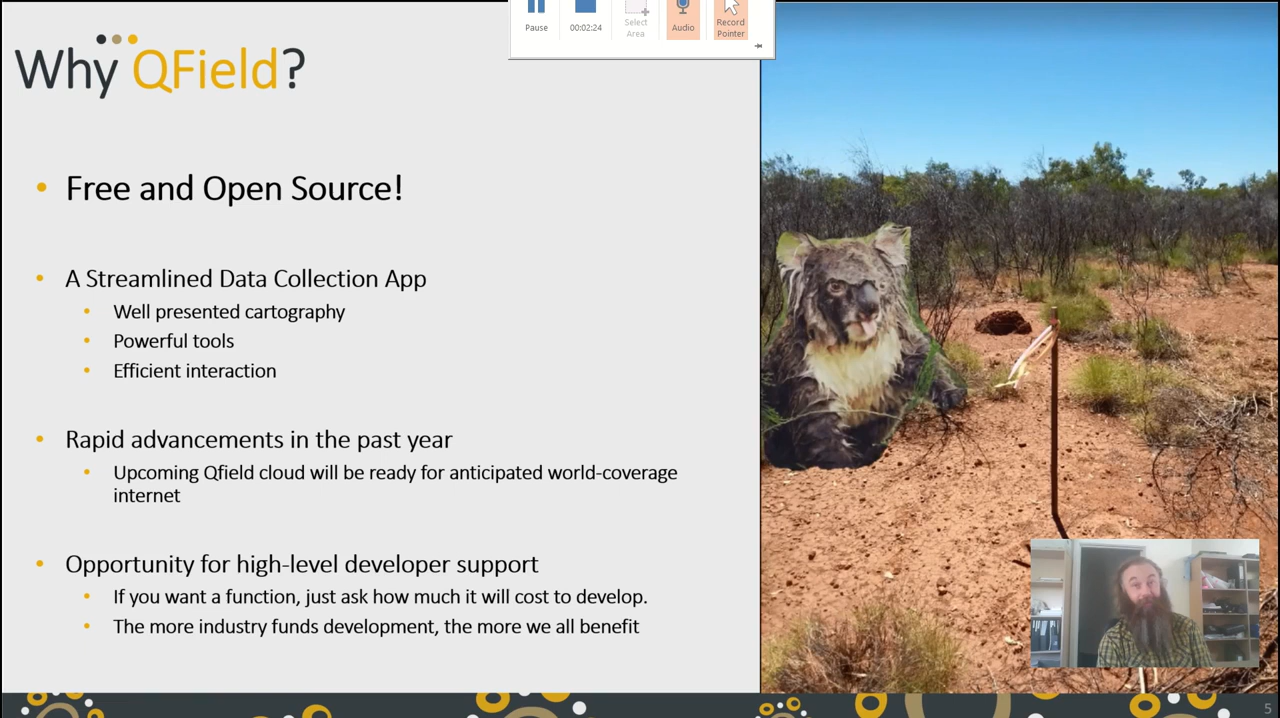 Pause
00:02:24
Select
Area
Audio
Record
Pointer
Why QField?
• Free and Open Source!
• A Streamlined Data Collection App
• Well presented cartography
• Powerful tools
• Efficient interaction
• Rapid advancements in the past year
• Upcoming Qfield cloud will be ready for anticipated world-coverage
internet
• Opportunity for high-level developer support
• If you want a function, just ask how much it will cost to develop.
• The more industry funds development, the more we all benefit
5